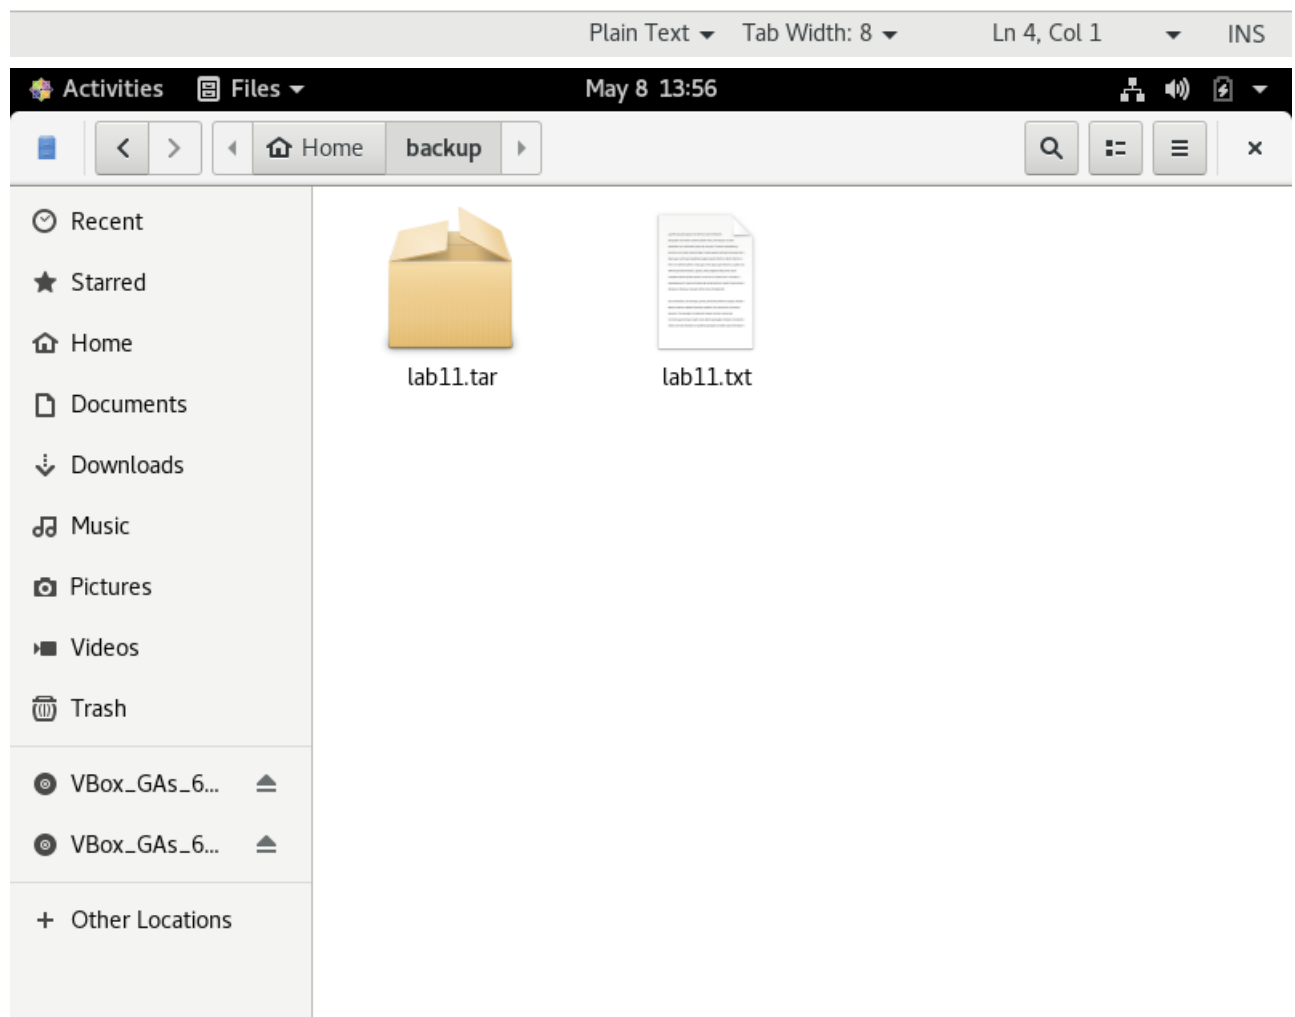 Plain Text Tab Width: 8 Ln 4, Col 1 INS
Activities Files May 8 13:56
Home backup
Recent
Starred
Home
Documents
Downloads
Music
Pictures
Videos
Trash
VBox_GAs_6...
VBox_GAs_6...
+ Other Locations
lab11.tar lab11.txt